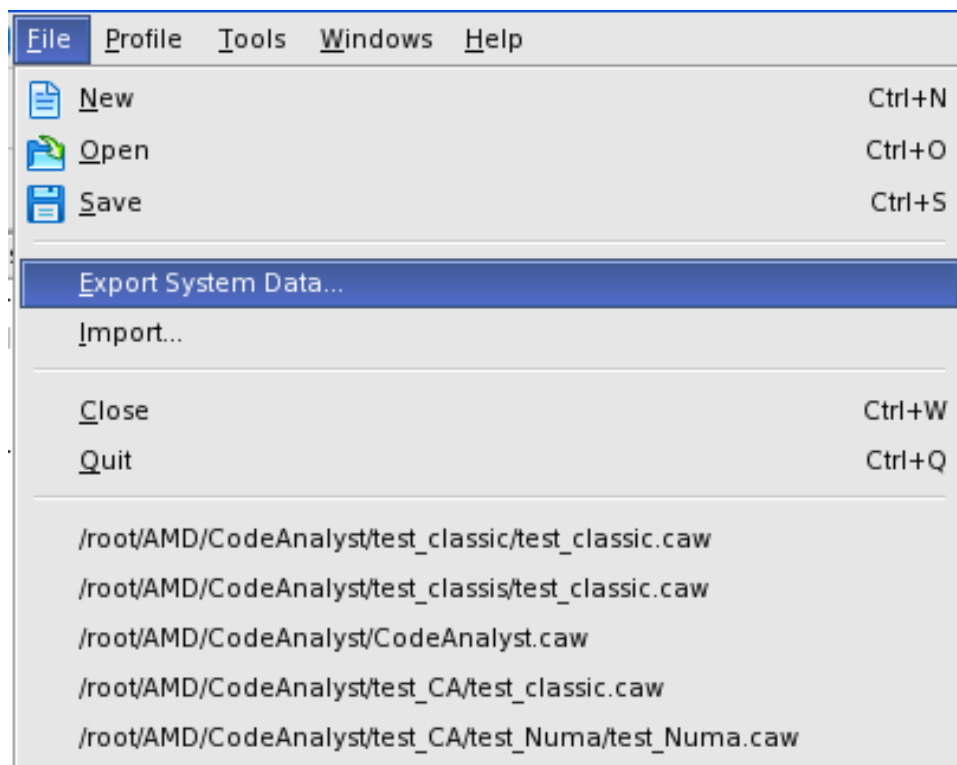 File Profile Tools Windows Help
New Ctrl+N
Open Ctrl+O
Save Ctrl+S
Export System Data...
Import...
Close Ctrl+W
Quit Ctrl+Q
/root/AMD/CodeAnalyst/test_classic/test_classic.caw
/root/AMD/CodeAnalyst/test_classis/test_classic.caw
/root/AMD/CodeAnalyst/CodeAnalyst.caw
/root/AMD/CodeAnalyst/test_CA/test_classic.caw
/root/AMD/CodeAnalyst/test_CA/test_Numa/test_Numa.caw